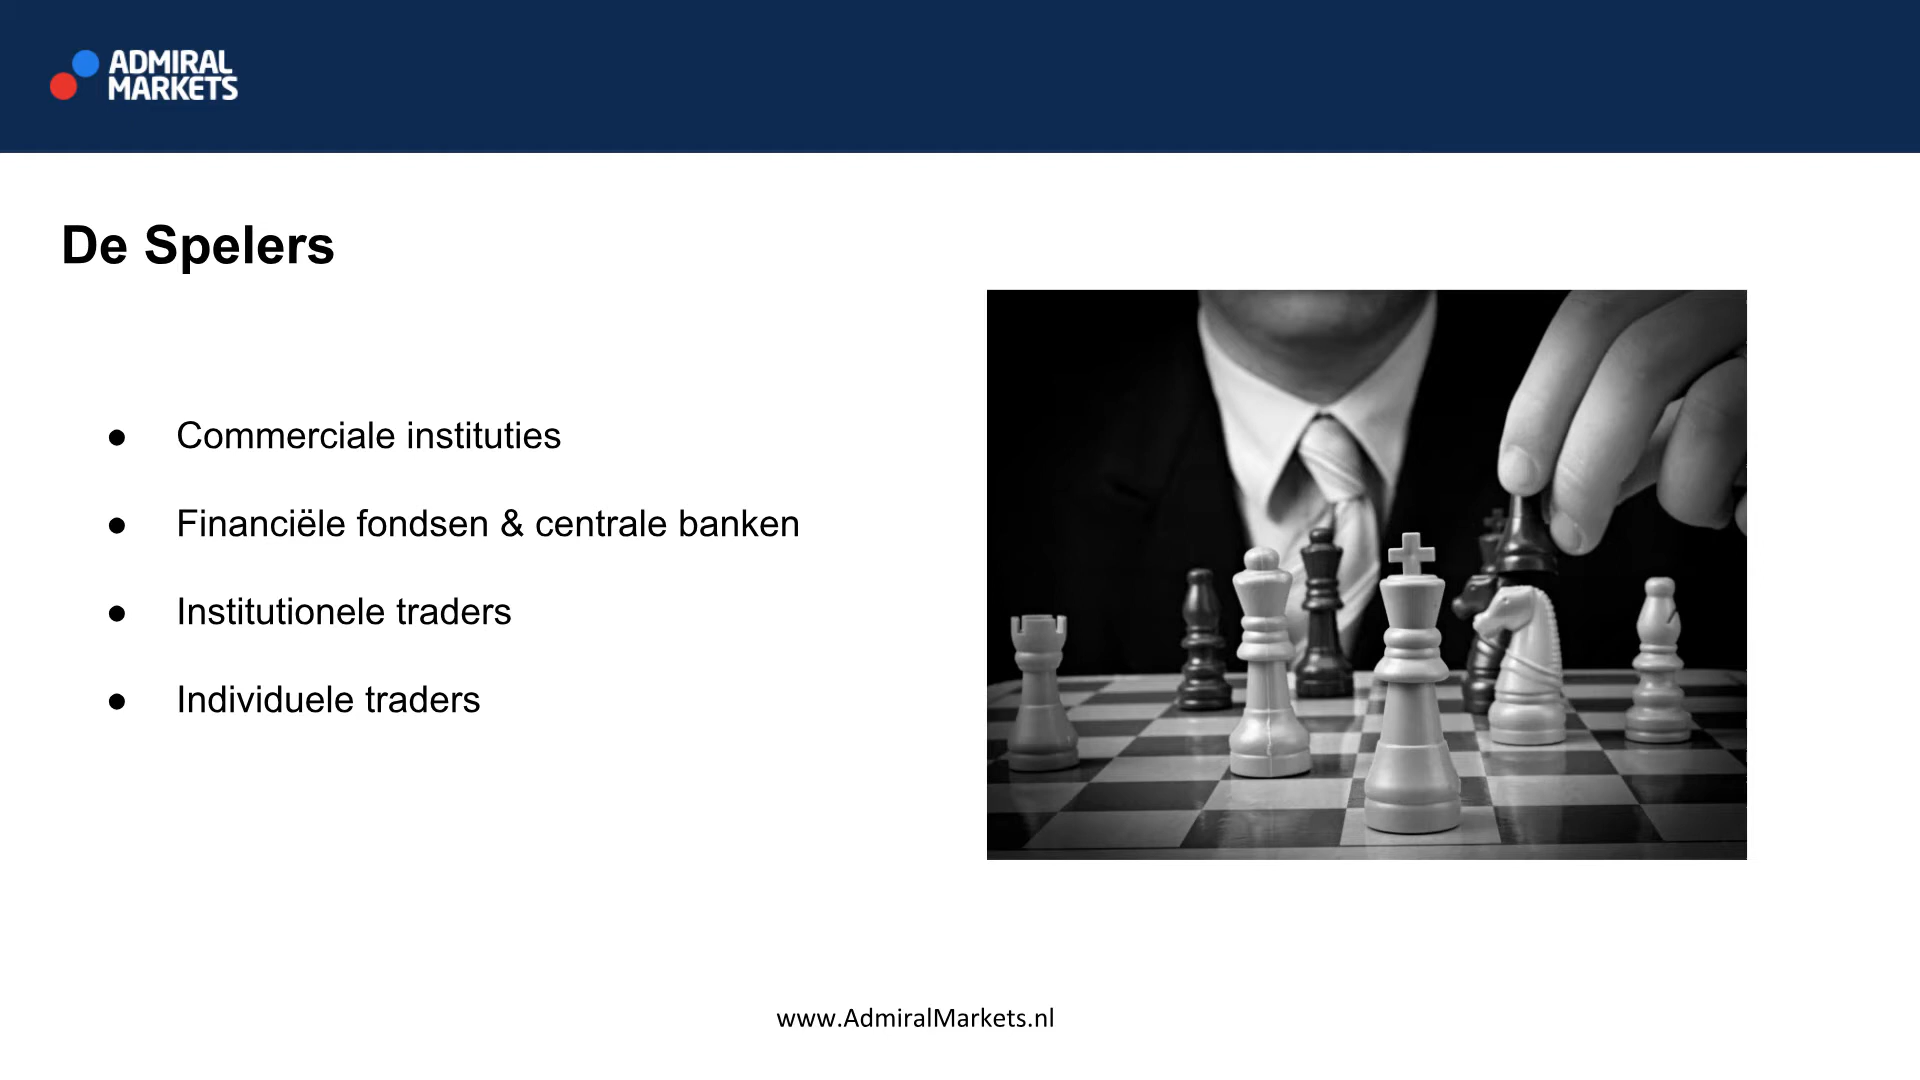 ADMIRAL
MARKETS
De Spelers
● Commerciale instituties
● Financiële fondsen & centrale banken
● Institutionele traders
● Individuele traders
www.AdmiralMarkets.nl